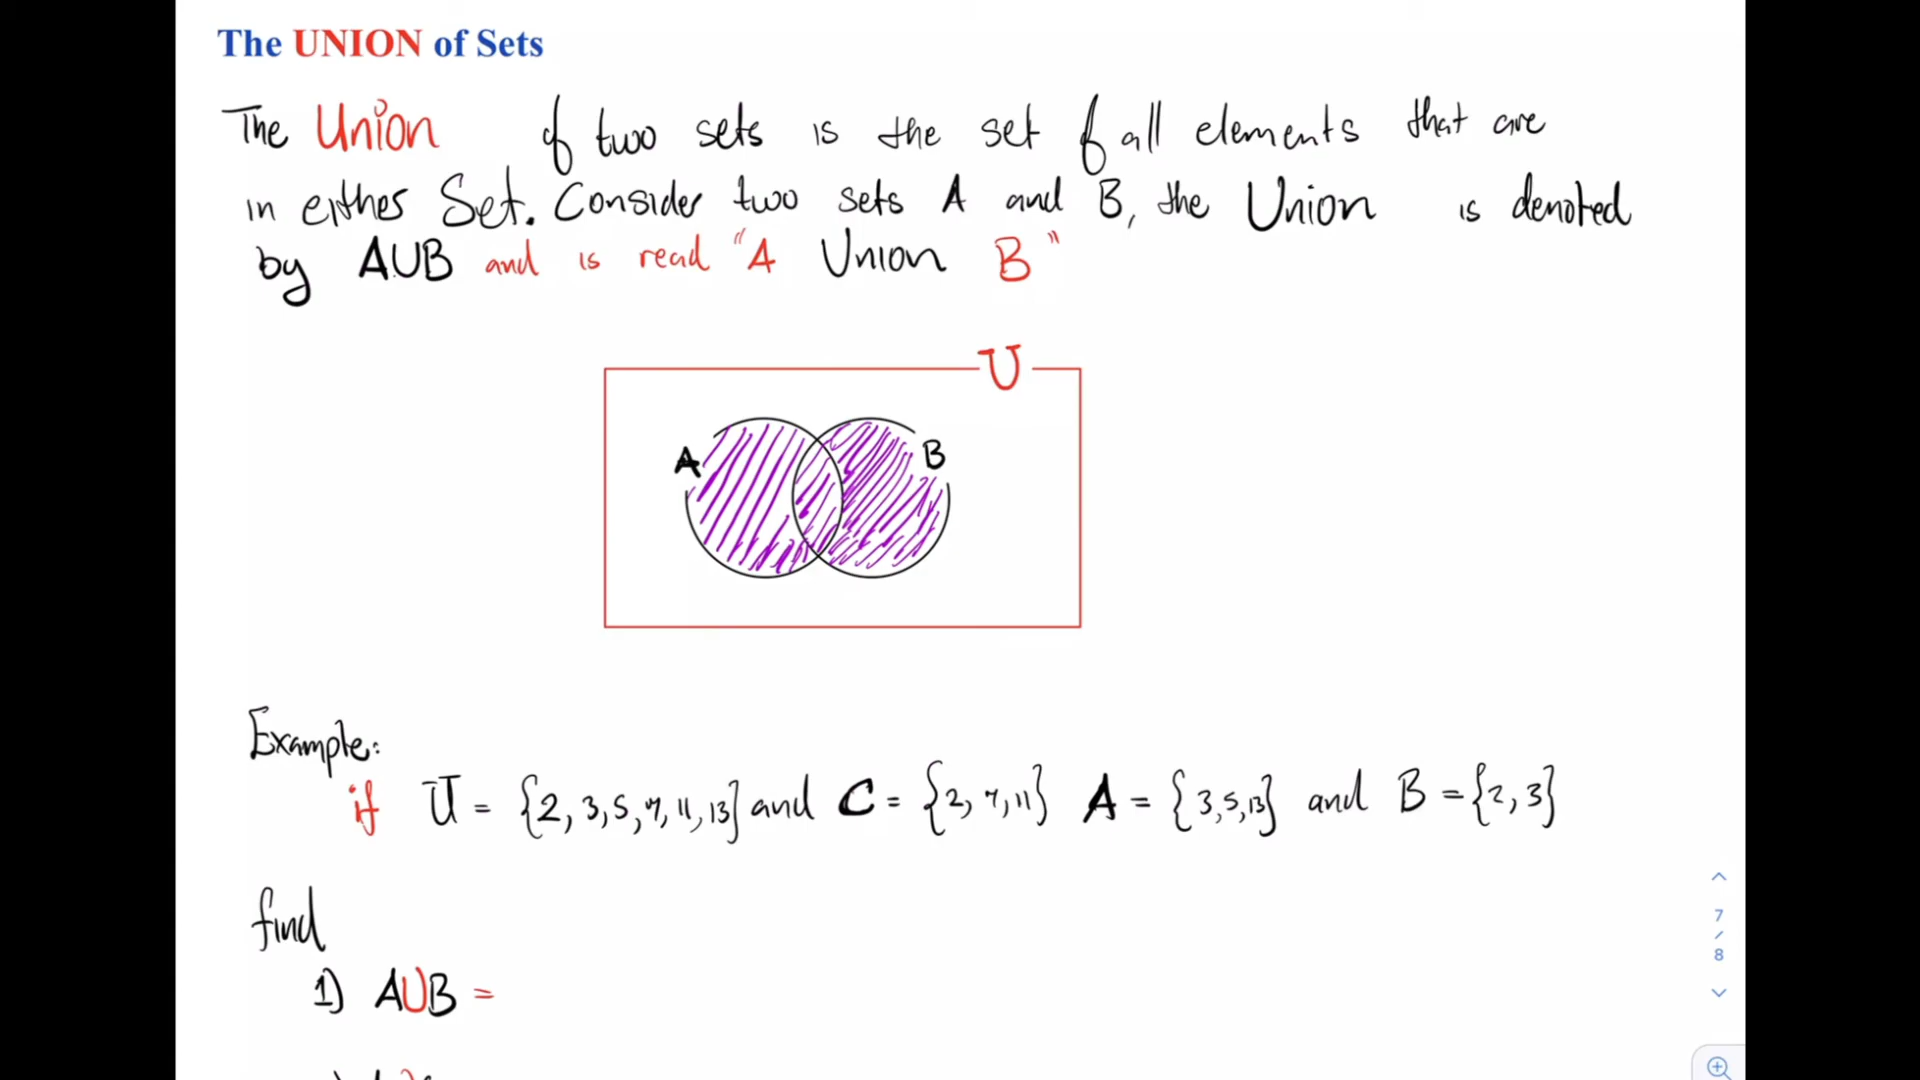 The UNION of Sets
The Union of two sets is the set of all elements that are
in either Set. Consider two sets A and B, the Union is denoted
by AUB and is read "A Union B"
U
A
B
Example:
if U = {2, 3, 5, 7, 11, 13} and C = {2, 7, 11} A = {3, 5, 13} and B = {2, 3}
find
1) AUB =
7
/
8